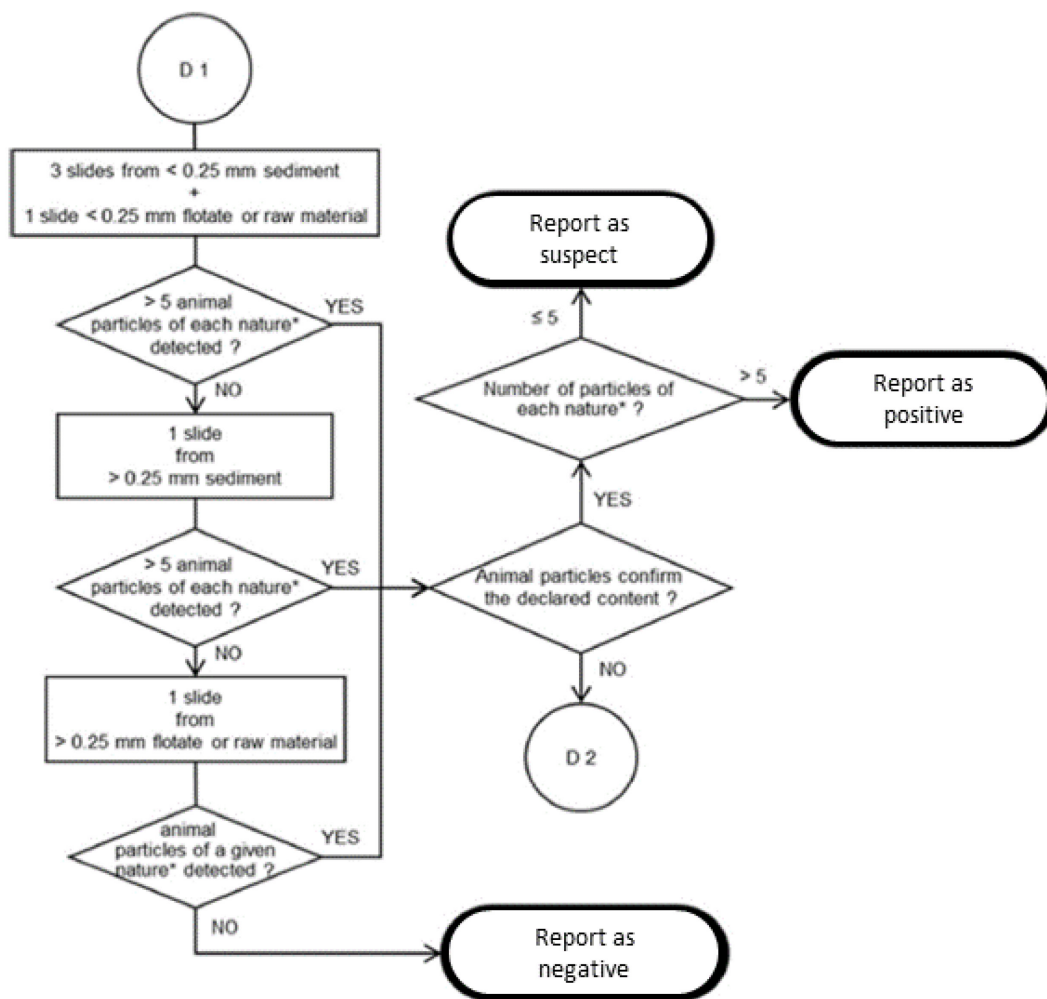 D 1
3 slides from < 0.25 mm sediment
+
1 slide < 0.25 mm flotate or raw material
> 5 animal
particles of each nature*
detected ?
YES
NO
1 slide
from
> 0.25 mm sediment
> 5 animal
particles of each nature*
detected ?
YES
NO
1 slide
from
> 0.25 mm flotate or raw material
animal
particles of a given
nature* detected ?
YES
NO
Report as
negative
Animal particles confirm
the declared content ?
YES
NO
D 2
Number of particles of
each nature* ?
≤ 5
> 5
Report as
suspect
Report as
positive